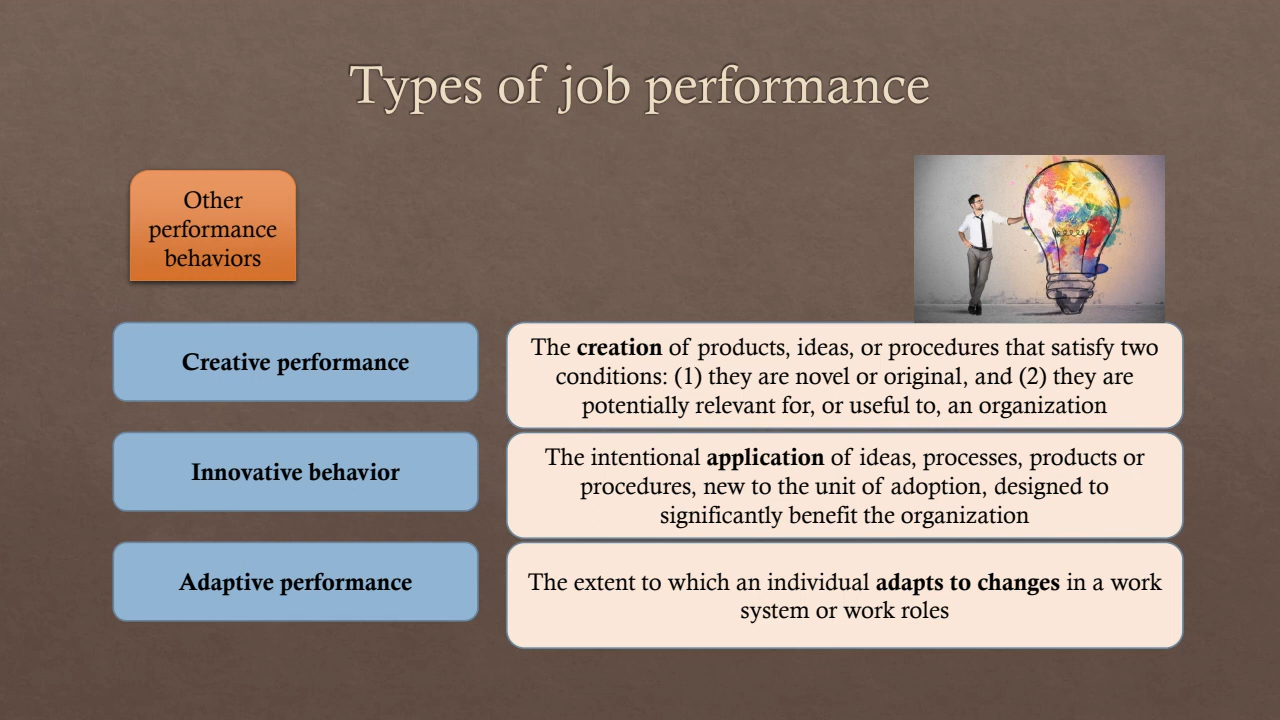 Types of job performance
Other
performance
behaviors
Creative performance
The creation of products, ideas, or procedures that satisfy two
conditions: (1) they are novel or original, and (2) they are
potentially relevant for, or useful to, an organization
Innovative behavior
The intentional application of ideas, processes, products or
procedures, new to the unit of adoption, designed to
significantly benefit the organization
Adaptive performance
The extent to which an individual adapts to changes in a work
system or work roles